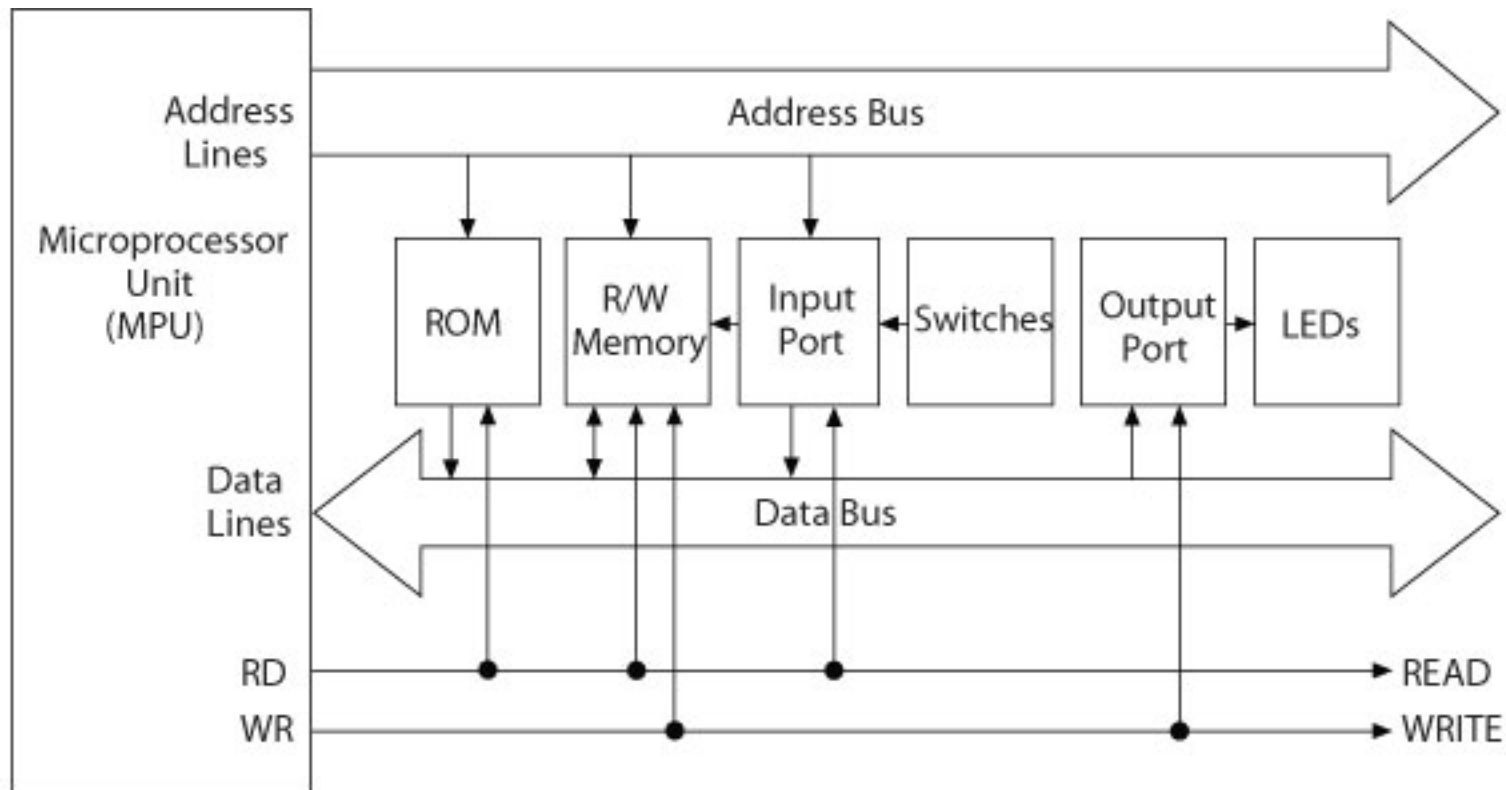 Address
Lines
Address Bus
Microprocessor
Unit
(MPU)
ROM
R/W
Memory
Input
Port
Switches
Output
Port
LEDs
Data
Lines
Data Bus
RD
READ
WR
WRITE